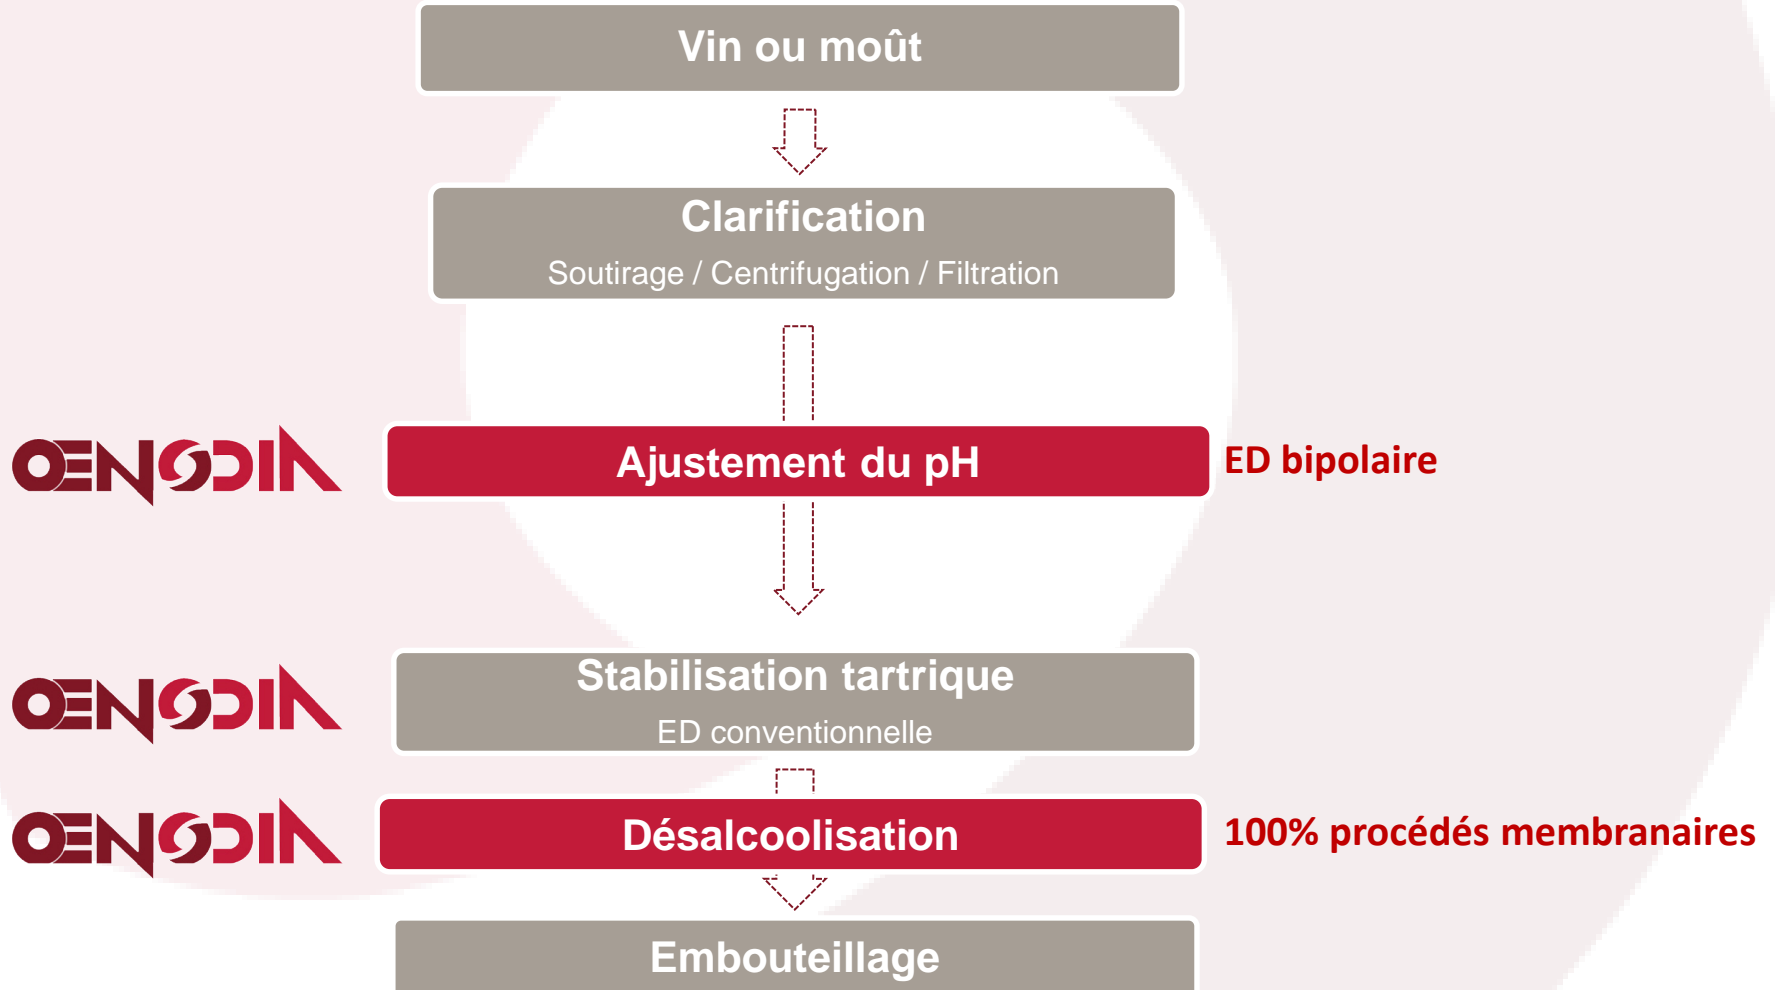 Vin ou moût
Clarification
Soutirage / Centrifugation / Filtration
OENODIA
Ajustement du pH
ED bipolaire
OENODIA
Stabilisation tartrique
ED conventionnelle
OENODIA
Désalcoolisation
100% procédés membranaires
Embouteillage